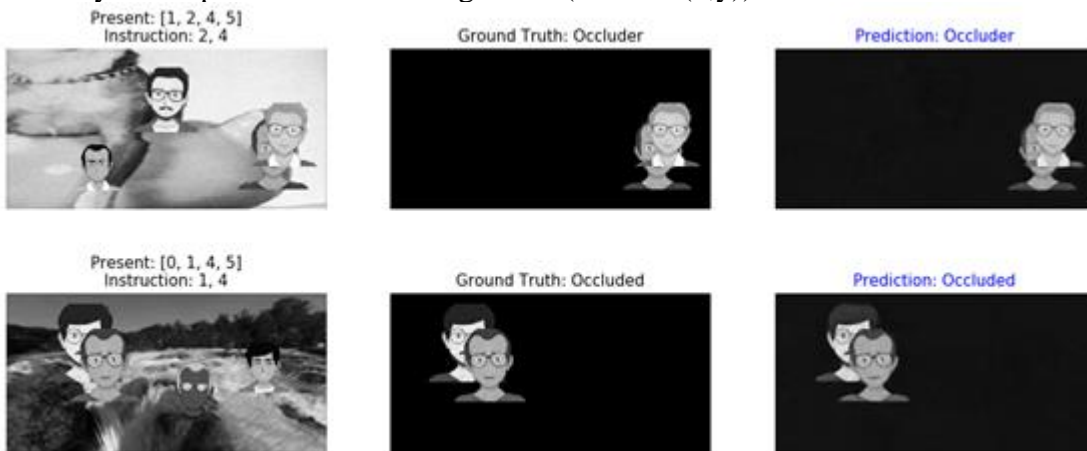 Present: [1, 2, 4, 5]
Instruction: 2, 4
Ground Truth: Occluder
Prediction: Occluder
Present: [0, 1, 4, 5]
Instruction: 1, 4
Ground Truth: Occluded
Prediction: Occluded